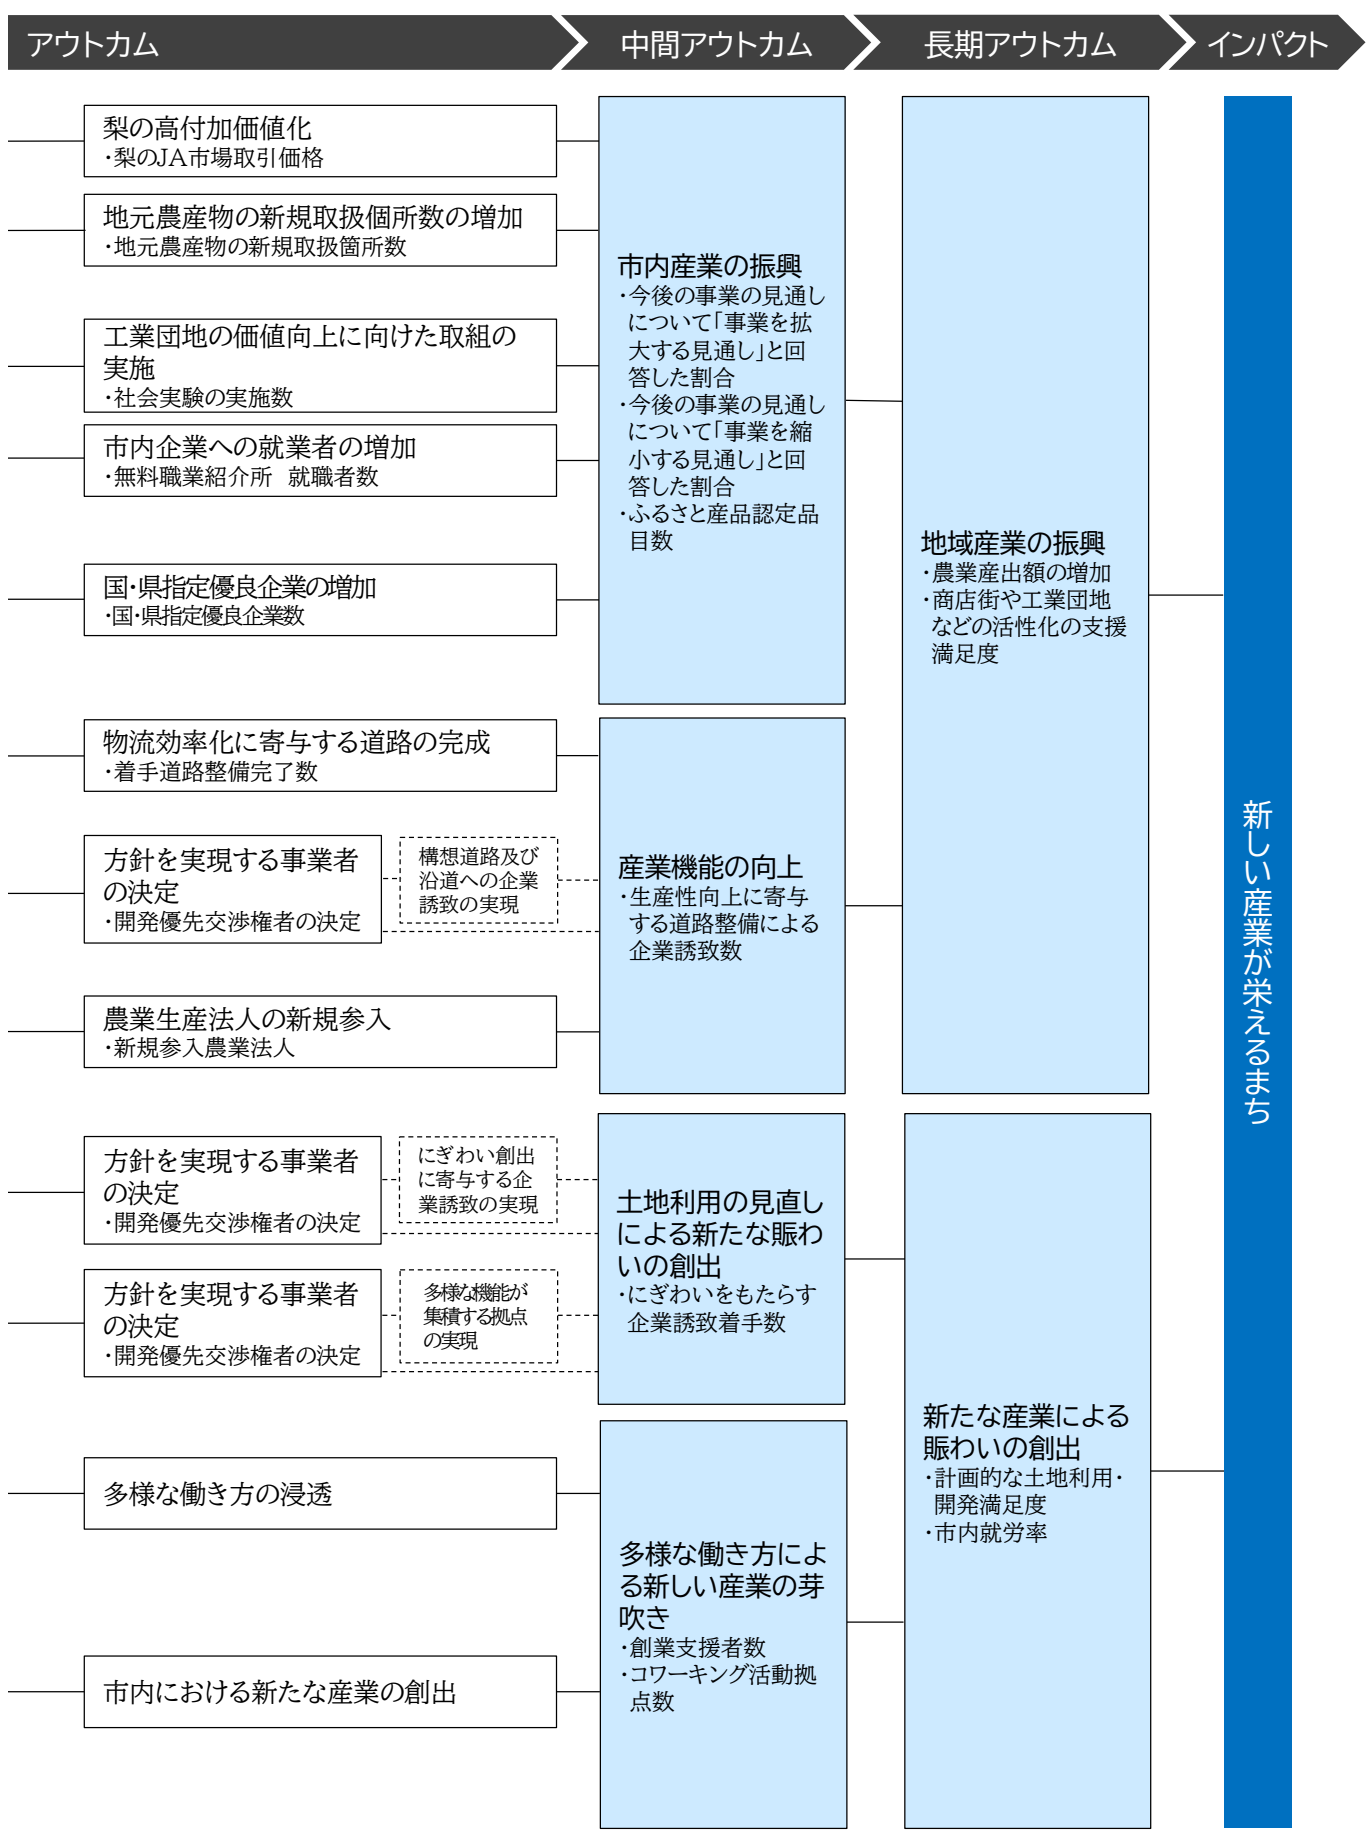 アウトカム
中間アウトカム
長期アウトカム
インパクト
梨の高付加価値化
・梨のJA市場取引価格
地元農産物の新規取扱個所数の増加
・地元農産物の新規取扱箇所数
工業団地の価値向上に向けた取組の
実施
・社会実験の実施数
市内企業への就業者の増加
・無料職業紹介所 就職者数
国・県指定優良企業の増加
・国・県指定優良企業数
物流効率化に寄与する道路の完成
・着手道路整備完了数
方針を実現する事業者
の決定
・開発優先交渉権者の決定
構想道路及び
沿道への企業
誘致の実現
農業生産法人の新規参入
・新規参入農業法人
方針を実現する事業者
の決定
・開発優先交渉権者の決定
にぎわい創出
に寄与する企
業誘致の実現
方針を実現する事業者
の決定
・開発優先交渉権者の決定
多様な機能が
集積する拠点
の実現
多様な働き方の浸透
市内における新たな産業の創出
市内産業の振興
・今後の事業の見通し
について「事業を拡
大する見通し」と回
答した割合
・今後の事業の見通し
について「事業を縮
小する見通し」と回
答した割合
・ふるさと産品認定品
目数
産業機能の向上
・生産性向上に寄与
する道路整備による
企業誘致数
土地利用の見直し
による新たな賑わ
いの創出
・にぎわいをもたらす
企業誘致着手数
多様な働き方によ
る新しい産業の芽
吹き
・創業支援者数
・コワーキング活動拠
点数
地域産業の振興
・農業産出額の増加
・商店街や工業団地
などの活性化の支援
満足度
新たな産業による
賑わいの創出
・計画的な土地利用・
開発満足度
・市内就労率
新しい産業が栄えるまち